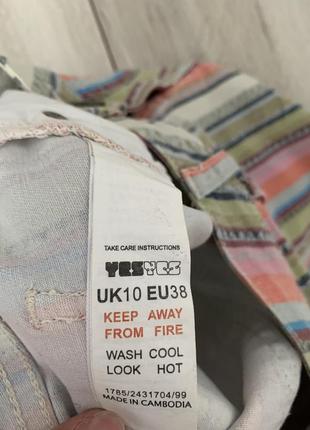 TAKE CARE INSTRUCTIONS
YESYES
UK10 EU38
KEEP AWAY
FROM FIRE
WASH COOL
LOOK HOT
1785/2431704/99
MADE IN CAMBODIA